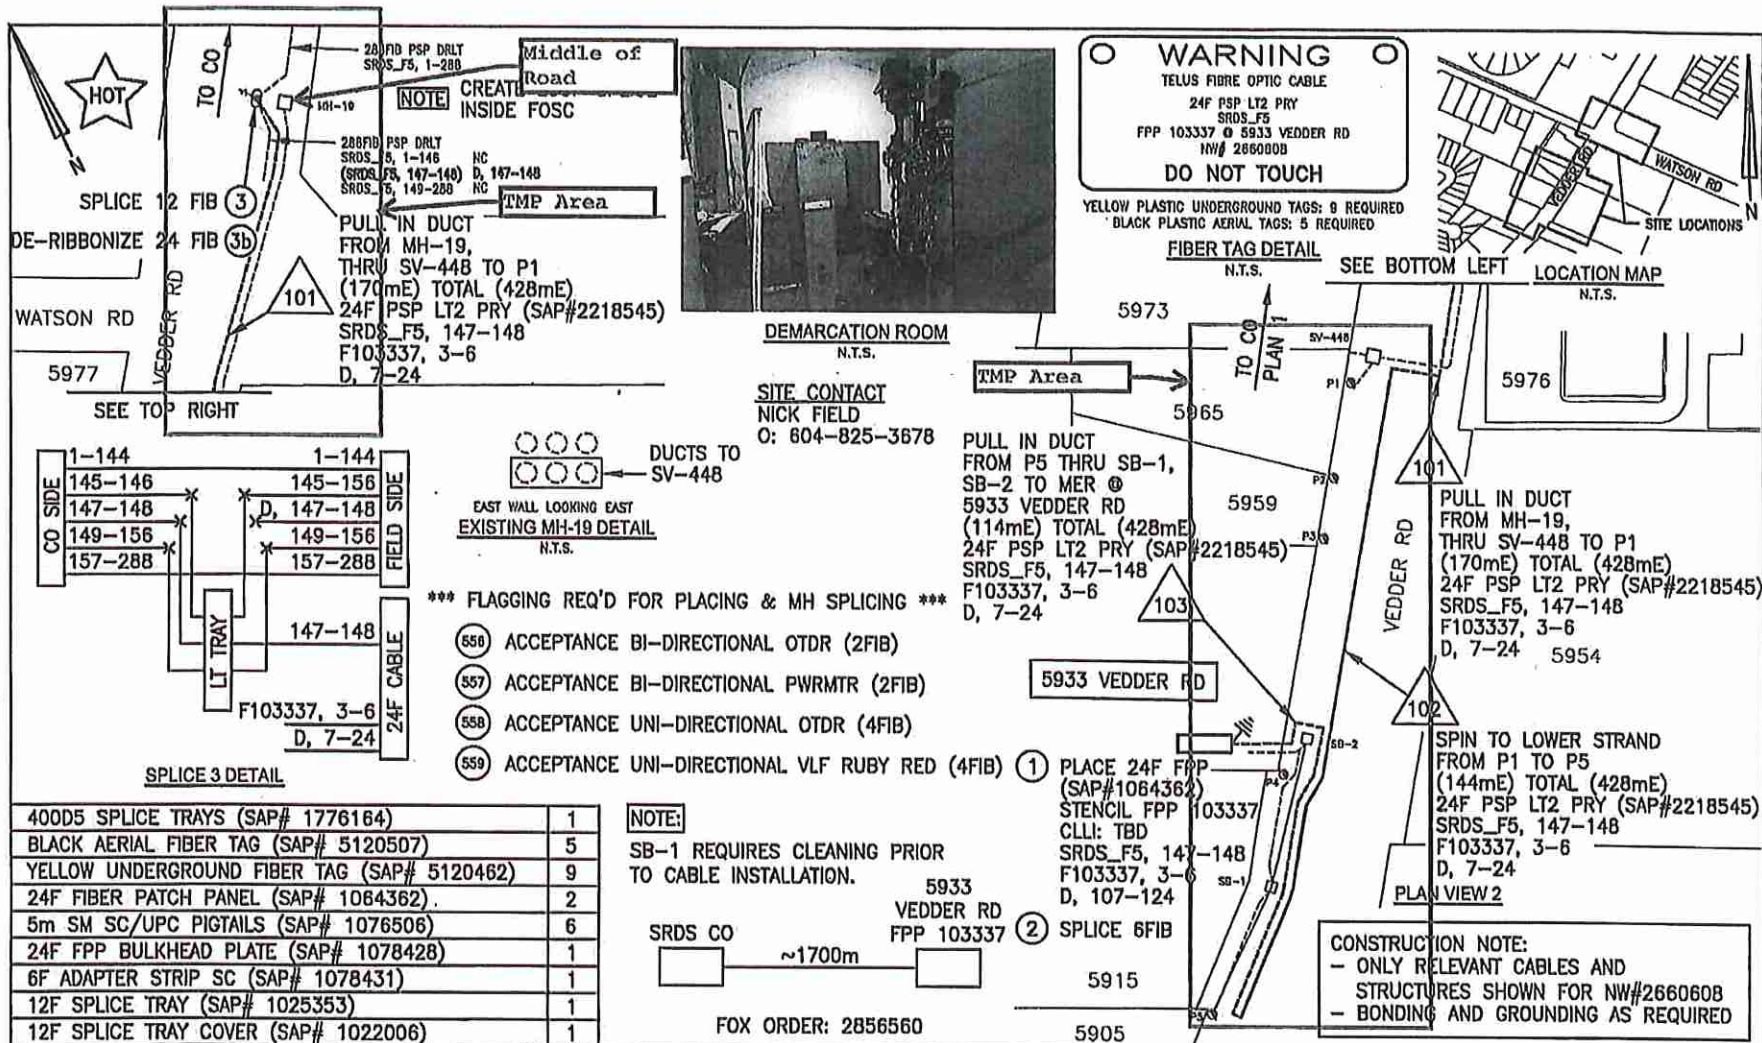 HOT
N
TO CO
288FIB PSP DRLT
SRDS_F5, 1-288
Middle of
Road
MH-19
NOTE
CREATE
INSIDE FOSC
288FIB PSP DRLT
SRDS_F5, 1-146 NC
(SRDS_F5, 147-148) D, 147-148
SRDS_F5, 149-288 NC
TMP Area
SPLICE 12 FIB 3
DE-RIBBONIZE 24 FIB 3b
PULL IN DUCT
FROM MH-19,
THRU SV-448 TO P1
(170mE) TOTAL (428mE)
24F PSP LT2 PRY (SAP#2218545)
SRDS_F5, 147-148
F103337, 3-6
D, 7-24
101
WATSON RD
VEDDER RD
5977
SEE TOP RIGHT
DEMARCATION ROOM
N.T.S.
SITE CONTACT
NICK FIELD
O: 604-825-3678
WARNING
TELUS FIBRE OPTIC CABLE
24F PSP LT2 PRY
SRDS_F5
FPP 103337 @ 5933 VEDDER RD
NW# 2660608
DO NOT TOUCH
YELLOW PLASTIC UNDERGROUND TAGS: 9 REQUIRED
BLACK PLASTIC AERIAL TAGS: 5 REQUIRED
FIBER TAG DETAIL
N.T.S.
VEDDER RD
WATSON RD
SITE LOCATIONS
N
LOCATION MAP
N.T.S.
SEE BOTTOM LEFT
CO SIDE
1-144 1-144
145-146 145-156
147-148 D, 147-148
149-156 149-156
157-288 157-288
FIELD SIDE
LT TRAY
147-148
F103337, 3-6
D, 7-24
24F CABLE
SPLICE 3 DETAIL
DUCTS TO
SV-448
EAST WALL LOOKING EAST
EXISTING MH-19 DETAIL
N.T.S.
*** FLAGGING REQ'D FOR PLACING & MH SPLICING ***
556 ACCEPTANCE BI-DIRECTIONAL OTDR (2FIB)
557 ACCEPTANCE BI-DIRECTIONAL PWRMTR (2FIB)
558 ACCEPTANCE UNI-DIRECTIONAL OTDR (4FIB)
559 ACCEPTANCE UNI-DIRECTIONAL VLF RUBY RED (4FIB)
5973
TO CO
PLAN 1
SV-448
P1
TMP Area
5965
5976
PULL IN DUCT
FROM P5 THRU SB-1,
SB-2 TO MER @
5933 VEDDER RD
(114mE) TOTAL (428mE)
24F PSP LT2 PRY (SAP#2218545)
SRDS_F5, 147-148
F103337, 3-6
D, 7-24
103
P2
5959
P3
VEDDER RD
101
PULL IN DUCT
FROM MH-19,
THRU SV-448 TO P1
(170mE) TOTAL (428mE)
24F PSP LT2 PRY (SAP#2218545)
SRDS_F5, 147-148
F103337, 3-6
D, 7-24
5954
5933 VEDDER RD
102
SB-2
P4
SPIN TO LOWER STRAND
FROM P1 TO P5
(144mE) TOTAL (428mE)
24F PSP LT2 PRY (SAP#2218545)
SRDS_F5, 147-148
F103337, 3-6
D, 7-24
PLAN VIEW 2
1 PLACE 24F FPP
(SAP#1064362)
STENCIL FPP 103337
CLLI: TBD
SRDS_F5, 147-148
F103337, 3-6
D, 107-124
SB-1
2 SPLICE 6FIB
5915
P5
5905
400D5 SPLICE TRAYS (SAP# 1776164) 1
BLACK AERIAL FIBER TAG (SAP# 5120507) 5
YELLOW UNDERGROUND FIBER TAG (SAP# 5120462) 9
24F FIBER PATCH PANEL (SAP# 1064362) 2
5m SM SC/UPC PIGTAILS (SAP# 1076506) 6
24F FPP BULKHEAD PLATE (SAP# 1078428) 1
6F ADAPTER STRIP SC (SAP# 1078431) 1
12F SPLICE TRAY (SAP# 1025353) 1
12F SPLICE TRAY COVER (SAP# 1022006) 1
NOTE:
SB-1 REQUIRES CLEANING PRIOR
TO CABLE INSTALLATION.
5933
VEDDER RD
FPP 103337
SRDS CO
~1700m
FOX ORDER: 2856560
CONSTRUCTION NOTE:
- ONLY RELEVANT CABLES AND
STRUCTURES SHOWN FOR NW#2660608
- BONDING AND GROUNDING AS REQUIRED